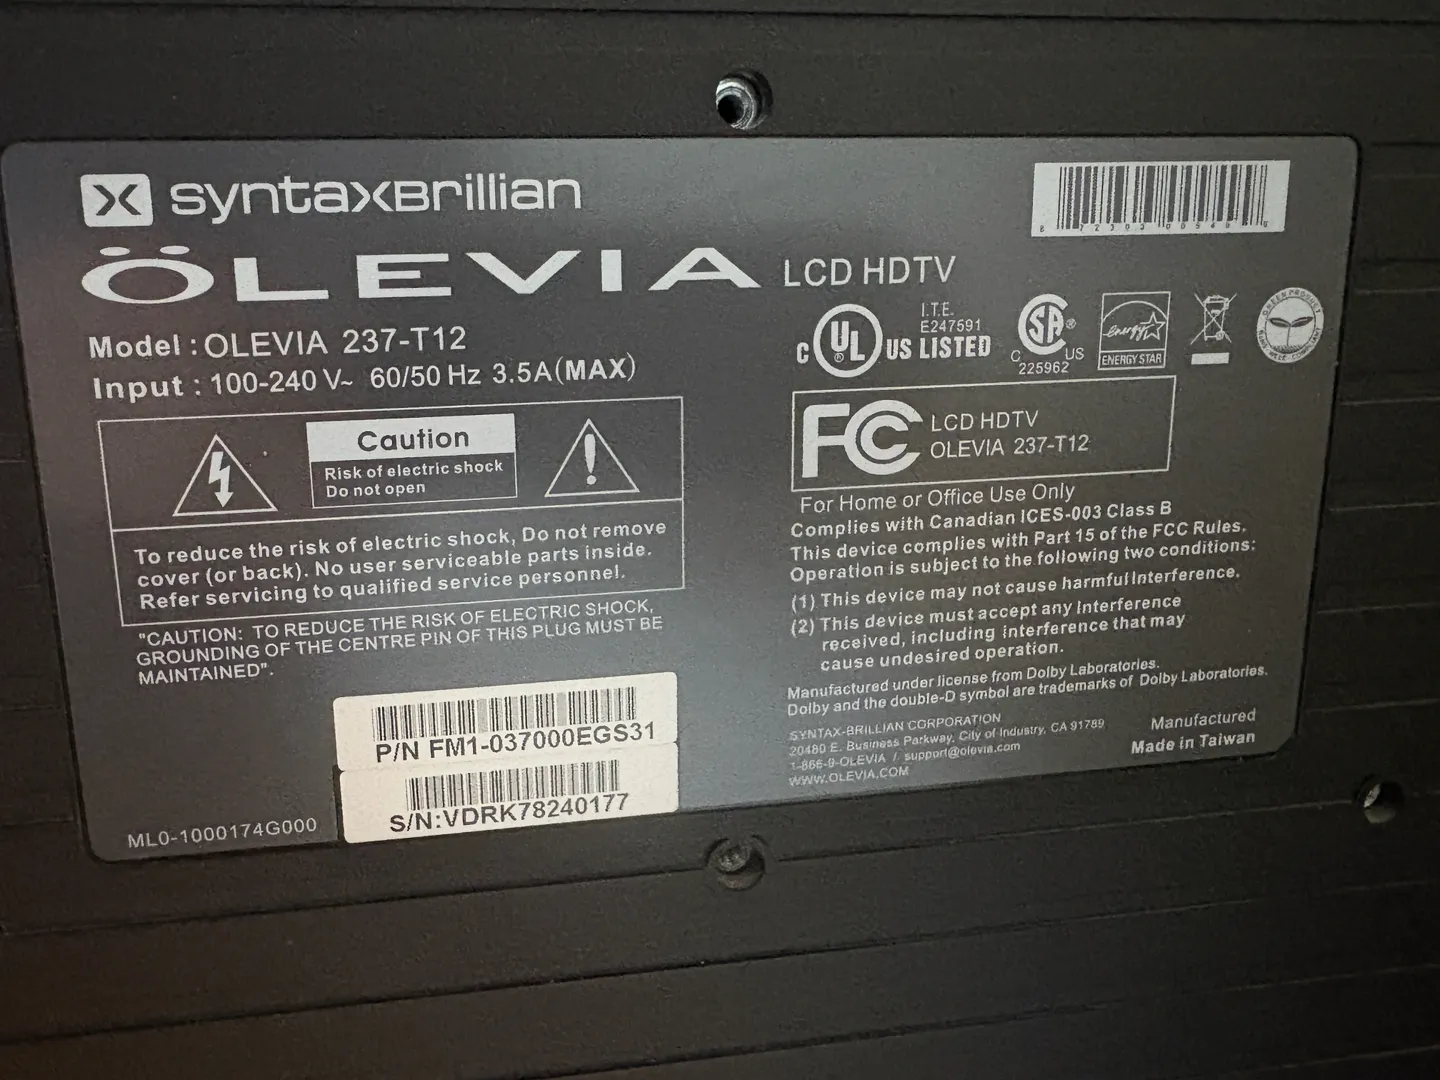 syntaxBrillian
ÖLEVIA LCD HDTV
Model : OLEVIA 237-T12
Input : 100-240 V~ 60/50 Hz 3.5A(MAX)
Caution
Risk of electric shock
Do not open
To reduce the risk of electric shock, Do not remove
cover (or back). No user serviceable parts inside.
Refer servicing to qualified service personnel.
"CAUTION: TO REDUCE THE RISK OF ELECTRIC SHOCK,
GROUNDING OF THE CENTRE PIN OF THIS PLUG MUST BE
MAINTAINED".
P/N FM1-037000EGS31
S/N:VDRK78240177
ML0-1000174G000
C UL ® US LISTED
I.T.E.
E247591
C SA ® US
225962
energy
ENERGY STAR
GREEN PRODUCT
FC LCD HDTV
OLEVIA 237-T12
For Home or Office Use Only
Complies with Canadian ICES-003 Class B
This device complies with Part 15 of the FCC Rules.
Operation is subject to the following two conditions:
(1) This device may not cause harmful Interference.
(2) This device must accept any Interference
received, including interference that may
cause undesired operation.
Manufactured under license from Dolby Laboratories.
Dolby and the double-D symbol are trademarks of Dolby Laboratories.
SYNTAX-BRILLIAN CORPORATION
20480 E. Business Parkway, City of Industry, CA 91789
1-866-9-OLEVIA / support@olevia.com
WWW.OLEVIA.COM
Manufactured
Made in Taiwan